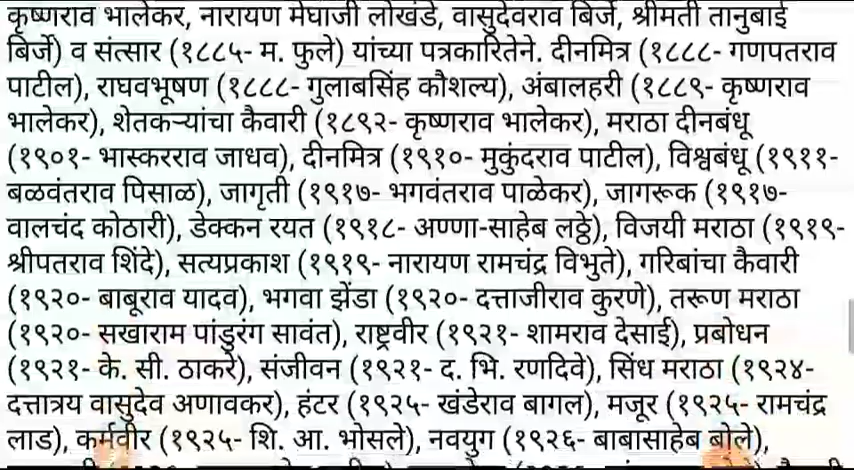 कृष्णराव भालेकर, नारायण मेघाजी लोखंडे, वासुदेवराव बिर्जे, श्रीमती तानुबाई
बिर्जे) व संत्सार (१८८५- म. फुले) यांच्या पत्रकारितेने. दीनमित्र (१८८८- गणपतराव
पाटील), राघवभूषण (१८८८- गुलाबसिंह कौशल्य), अंबालहरी (१८८९- कृष्णराव
भालेकर), शेतकऱ्यांचा कैवारी (१८९२- कृष्णराव भालेकर), मराठा दीनबंधू
(१९०१- भास्करराव जाधव), दीनमित्र (१९१०- मुकुंदराव पाटील), विश्वबंधू (१९११-
बळवंतराव पिसाळ), जागृती (१९१७- भगवंतराव पाळेकर), जागरूक (१९१७-
वालचंद कोठारी), डेक्कन रयत (१९१८- अण्णा-साहेब लठ्ठे), विजयी मराठा (१९१९-
श्रीपतराव शिंदे), सत्यप्रकाश (१९१९- नारायण रामचंद्र विभुते), गरिबांचा कैवारी
(१९२०- बाबूराव यादव), भगवा झेंडा (१९२०- दत्ताजीराव कुरणे), तरूण मराठा
(१९२०- सखाराम पांडुरंग सावंत), राष्ट्रवीर (१९२१- शामराव देसाई), प्रबोधन
(१९२१- के. सी. ठाकरे), संजीवन (१९२१- द. भि. रणदिवे), सिंध मराठा (१९२४-
दत्तात्रय वासुदेव अणावकर), हंटर (१९२५- खंडेराव बागल), मजूर (१९२५- रामचंद्र
लाड), कर्मवीर (१९२५- शि. आ. भोसले), नवयुग (१९२६- बाबासाहेब बोले),